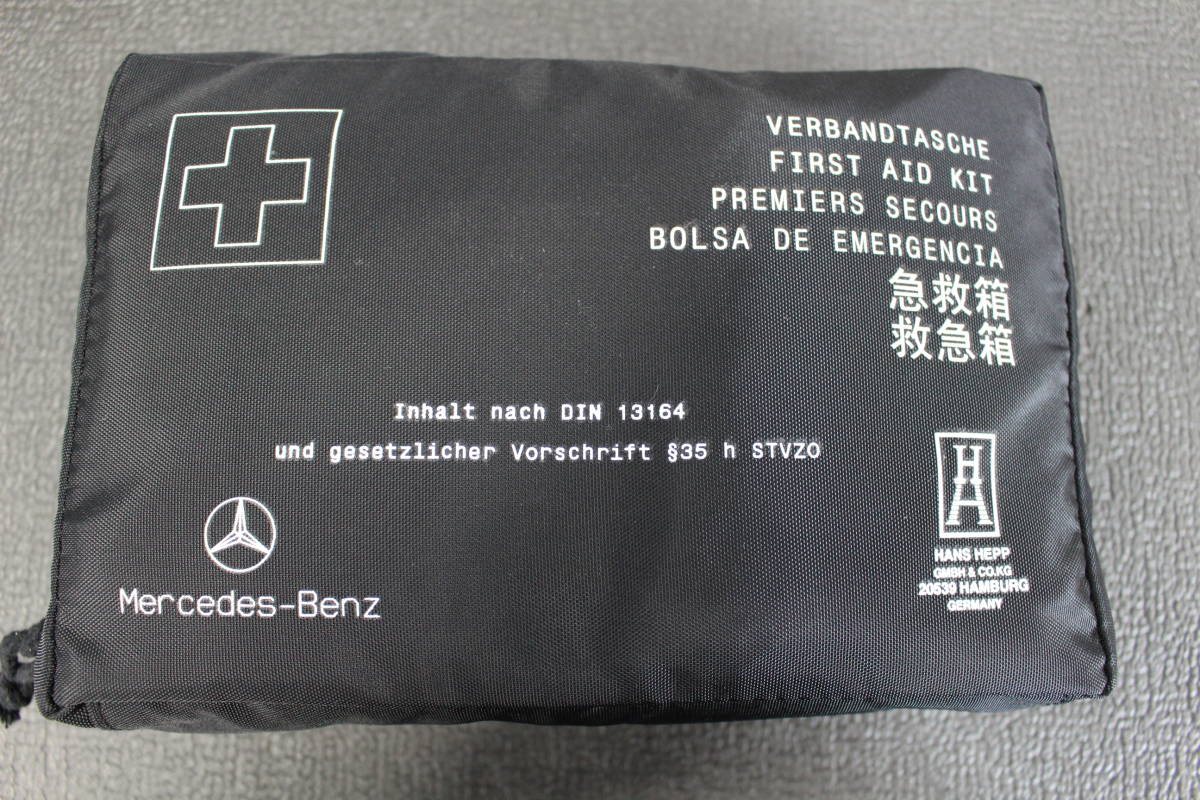 VERBANDTASCHE
FIRST AID KIT
PREMIERS SECOURS
BOLSA DE EMERGENCIA
急救箱
救急箱
Inhalt nach DIN 13164
und gesetzlicher Vorschrift §35 h STVZO
Mercedes-Benz
HA
HANS HEPP
GMBH & CO.KG
20539 HAMBURG
GERMANY